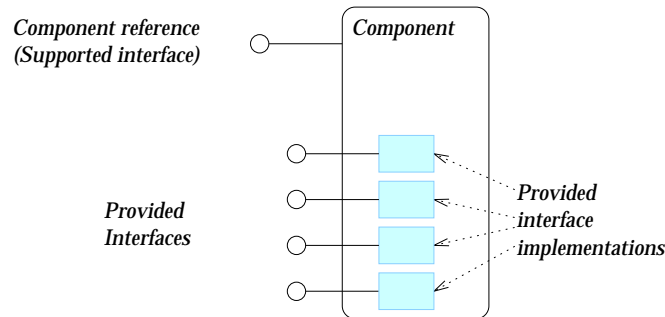 Component reference
(Supported interface)
Component
Provided
Interfaces
Provided
interface
implementations